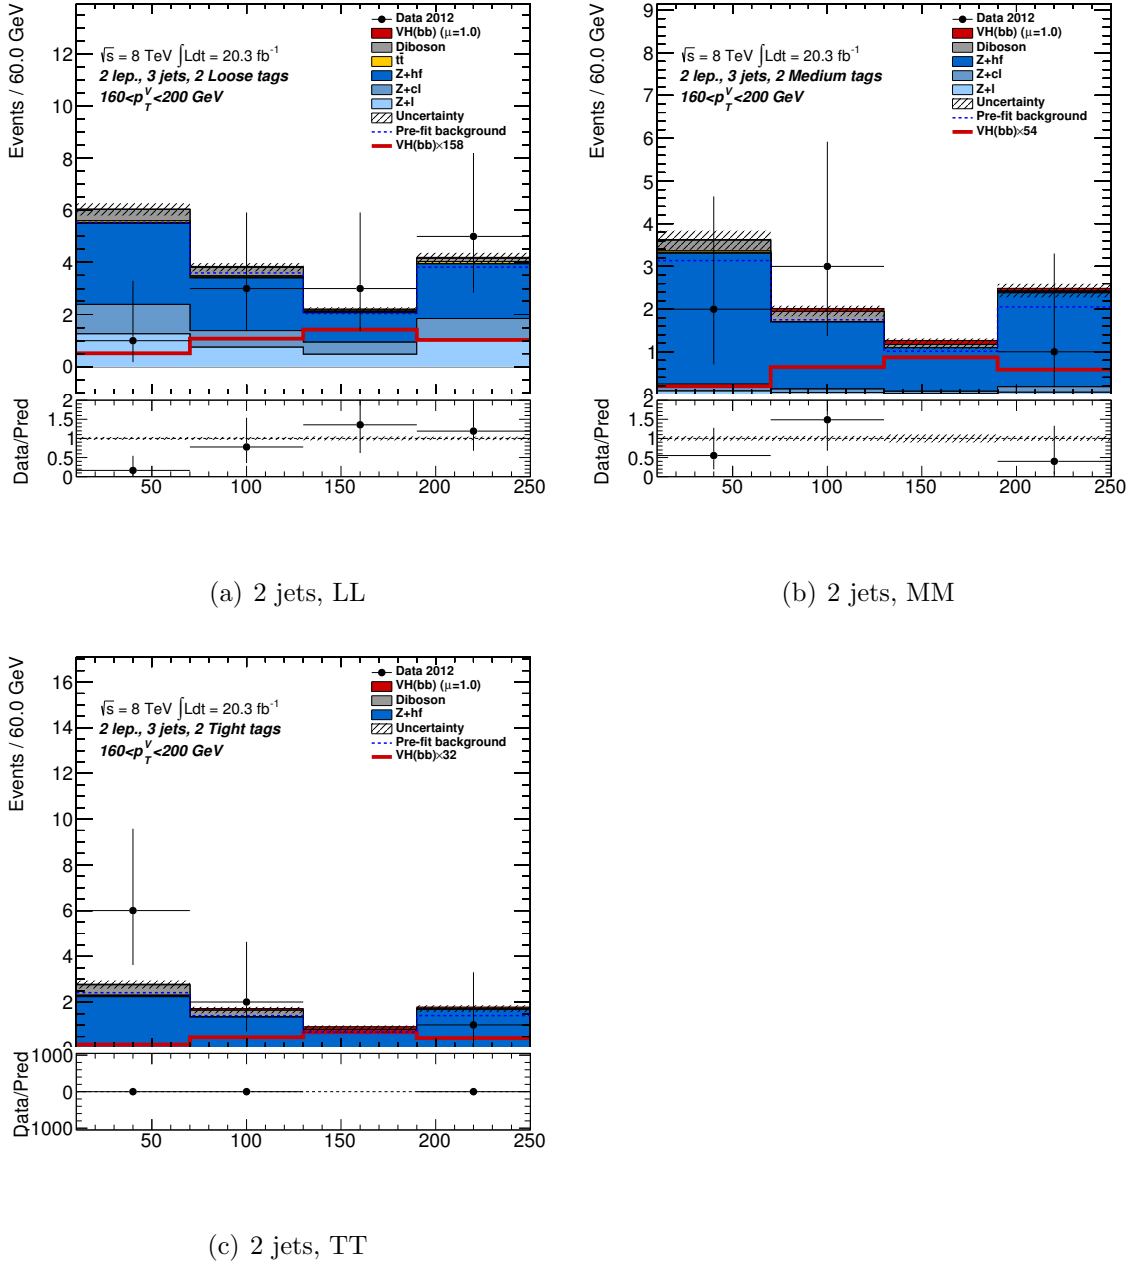 Events / 60.0 GeV
14
12
10
8
6
4
2
0
√s = 8 TeV ∫Ldt = 20.3 fb⁻¹
2 lep., 3 jets, 2 Loose tags
160<p_T^V<200 GeV
Data 2012
VH(bb) (μ=1.0)
Diboson
tt̄
Z+hf
Z+cl
Z+l
Uncertainty
Pre-fit background
VH(bb)×158
Data/Pred
2
1.5
1
0.5
0
50 100 150 200 250
Events / 60.0 GeV
9
8
7
6
5
4
3
2
1
0
√s = 8 TeV ∫Ldt = 20.3 fb⁻¹
2 lep., 3 jets, 2 Medium tags
160<p_T^V<200 GeV
Data 2012
VH(bb) (μ=1.0)
Diboson
Z+hf
Z+cl
Z+l
Uncertainty
Pre-fit background
VH(bb)×54
Data/Pred
2
1.5
1
0.5
0
50 100 150 200 250
(a) 2 jets, LL
(b) 2 jets, MM
Events / 60.0 GeV
16
14
12
10
8
6
4
2
0
√s = 8 TeV ∫Ldt = 20.3 fb⁻¹
2 lep., 3 jets, 2 Tight tags
160<p_T^V<200 GeV
Data 2012
VH(bb) (μ=1.0)
Diboson
Z+hf
Uncertainty
Pre-fit background
VH(bb)×32
Data/Pred
1000
0
-1000
50 100 150 200 250
(c) 2 jets, TT